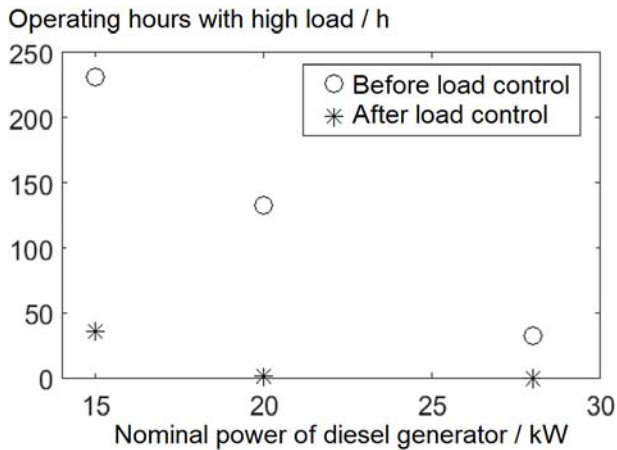 Operating hours with high load / h
250
200
150
100
50
0
Before load control
After load control
15 20 25 30
Nominal power of diesel generator / kW